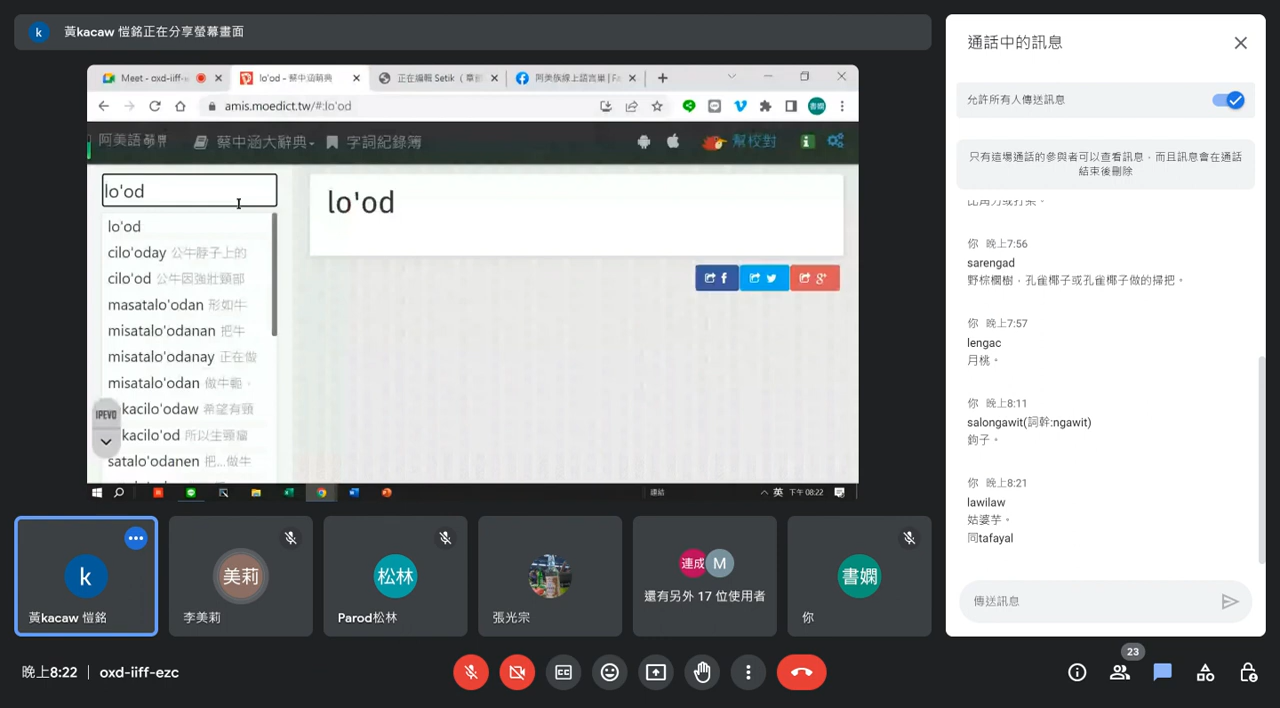 k
黃kacaw 愷銘正在分享螢幕畫面
Meet - oxd-iiff-
lo'od - 蔡中涵大辭典
正在編輯 Setik（
阿美族線上語言巢 | F
amis.moedict.tw/#:lo'od
書嫻
阿美語萌典
蔡中涵大辭典
字詞紀錄簿
幫校對
lo'od
lo'od
cilo'oday 公牛脖子上的
cilo'od 公牛因強壯頸部
masatalo'odan 形如牛
misatalo'odanan 把牛
misatalo'odanay 正在做
misatalo'odan 做牛軛，
kacilo'odaw 希望有頸
kacilo'od 所以生頸
satalo'odanen 把...做牛
lo'od
f
g+
IPEVO
連結
英
下午 08:22
k
黃kacaw 愷銘
美莉
李美莉
松林
Parod松林
張光宗
連成
M
還有另外 17 位使用者
書嫻
你
晚上8:22
oxd-iiff-ezc
通話中的訊息
允許所有人傳送訊息
只有這場通話的參與者可以查看訊息，而且訊息會在通話
結束後刪除
你 晚上7:56
sarengad
野棕櫚樹，孔雀椰子或孔雀椰子做的掃把。
你 晚上7:57
lengac
月桃。
你 晚上8:11
salongawit(詞幹:ngawit)
鉤子。
你 晚上8:21
lawilaw
姑婆芋。
同tafayal
傳送訊息
23